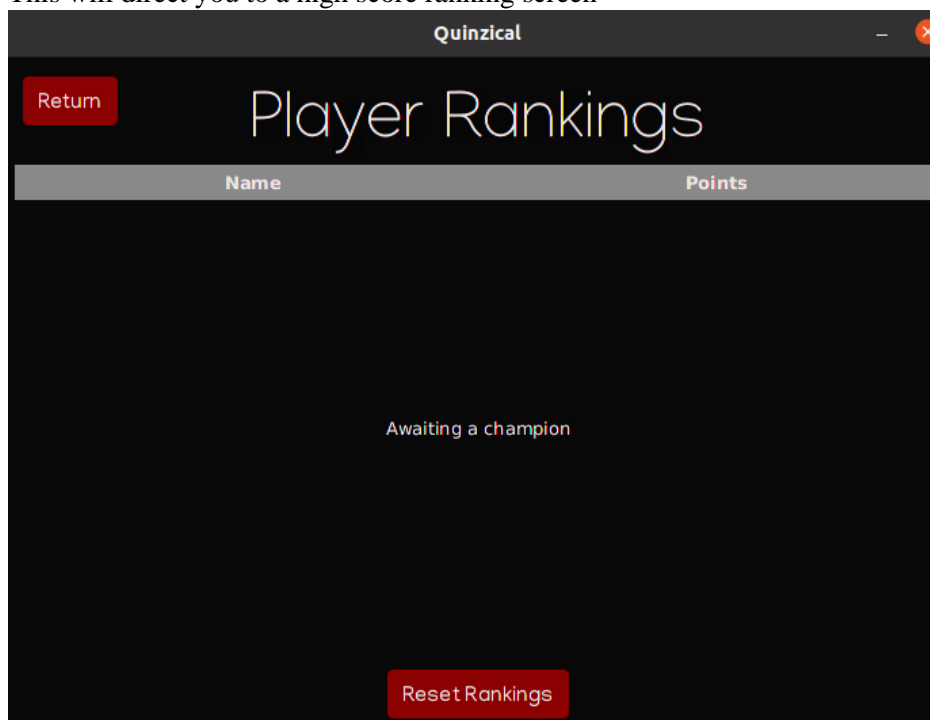 This will direct you to a high score ranking screen
Quinzical
Return
Player Rankings
Name Points
Awaiting a champion
Reset Rankings